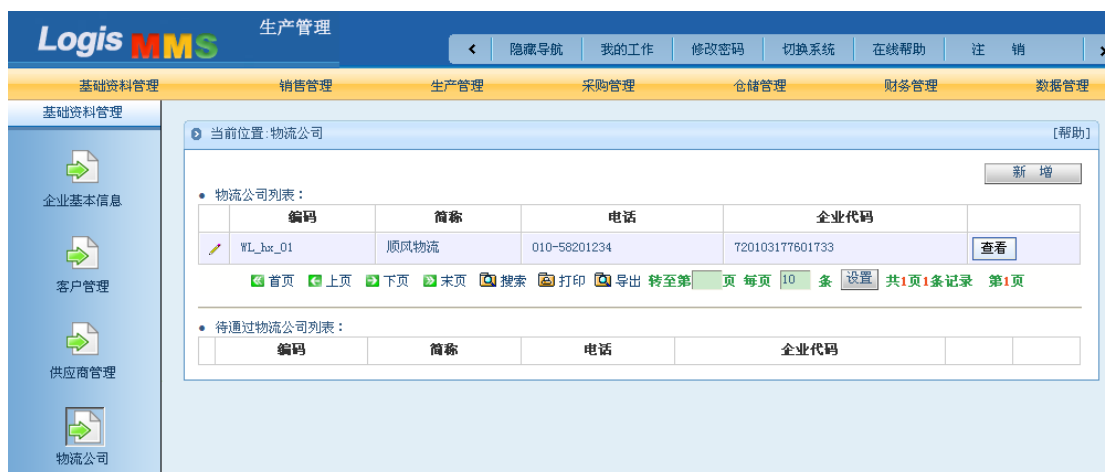 Logis MMS
生产管理
隐藏导航 我的工作 修改密码 切换系统 在线帮助 注 销
基础资料管理 销售管理 生产管理 采购管理 仓储管理 财务管理 数据管理
基础资料管理
企业基本信息
客户管理
供应商管理
物流公司
当前位置:物流公司 [帮助]
新 增
物流公司列表：
编码 简称 电话 企业代码
WL_hx_01 顺风物流 010-58201234 720103177601733 查看
首页 上页 下页 末页 搜索 打印 导出 转至第 页 每页 10 条 设置 共1页1条记录 第1页
待通过物流公司列表：
编码 简称 电话 企业代码